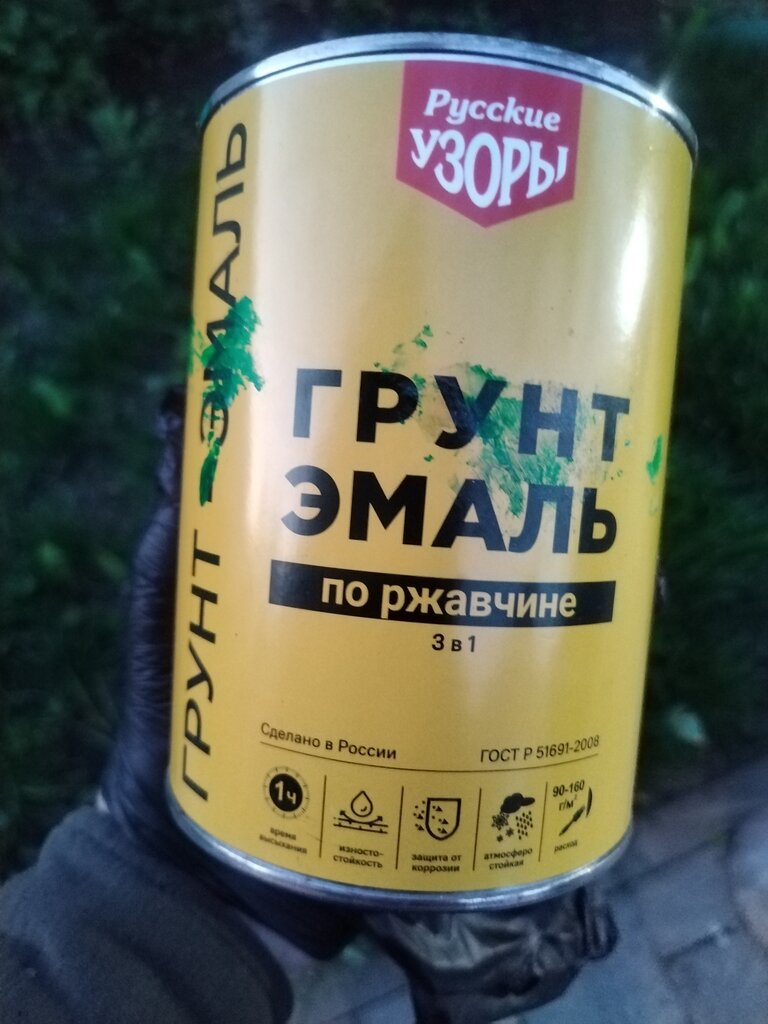 Русские
УЗОРЫ
ГРУНТ ЭМАЛЬ
ГРУНТ
ЭМАЛЬ
по ржавчине
3 в 1
Сделано в России
ГОСТ Р 51691-2008
1ч
время
высыхания
износо-
стойкость
защита от
коррозии
атмосферо
стойкая
90-160
г/м²
расход